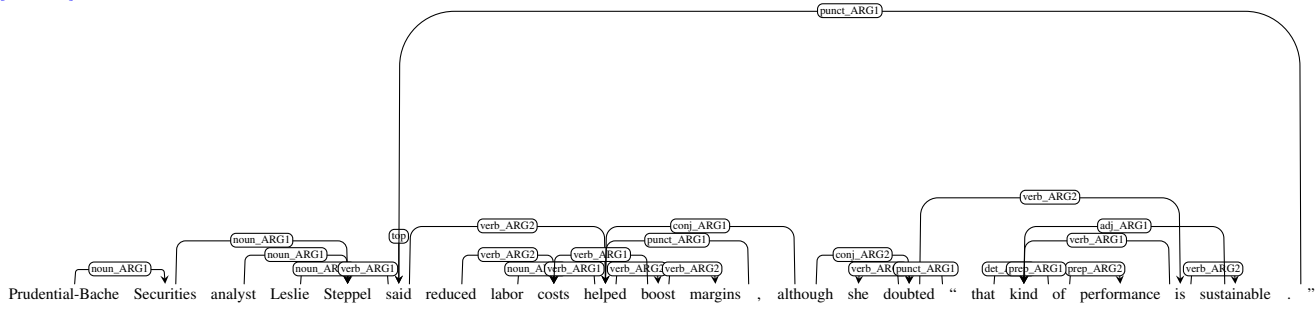 punct_ARG1
verb_ARG2
top verb_ARG2 conj_ARG1 adj_ARG1
noun_ARG1 punct_ARG1 verb_ARG1
noun_ARG1 verb_ARG2 verb_ARG1 conj_ARG2
noun_ARG1 verb_ARG1 verb_ARG1 verb_ARG2 punct_ARG1 prep_ARG1 prep_ARG2 verb_ARG2
Prudential-Bache Securities analyst Leslie Steppel said reduced labor costs helped boost margins , although she doubted “ that kind of performance is sustainable . ”